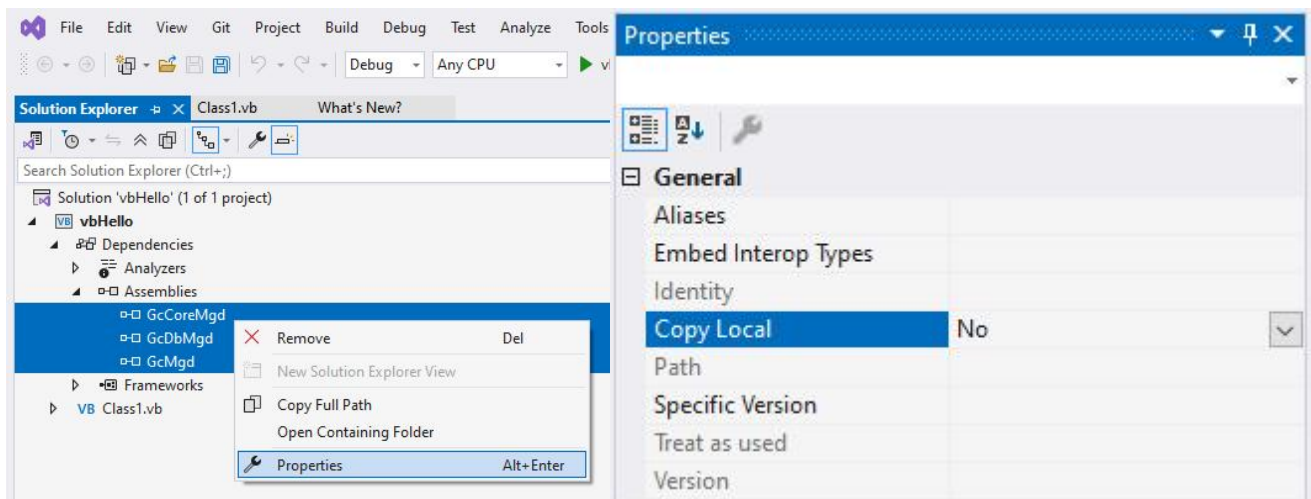 File Edit View Git Project Build Debug Test Analyze Tools
Debug Any CPU
Solution Explorer Class1.vb What's New?
Search Solution Explorer (Ctrl+;)
Solution 'vbHello' (1 of 1 project)
VB vbHello
Dependencies
Analyzers
Assemblies
GcCoreMgd
GcDbMgd
GcMgd
Frameworks
VB Class1.vb
Remove Del
New Solution Explorer View
Copy Full Path
Open Containing Folder
Properties Alt+Enter
Properties
A
Z
General
Aliases
Embed Interop Types
Identity
Copy Local No
Path
Specific Version
Treat as used
Version